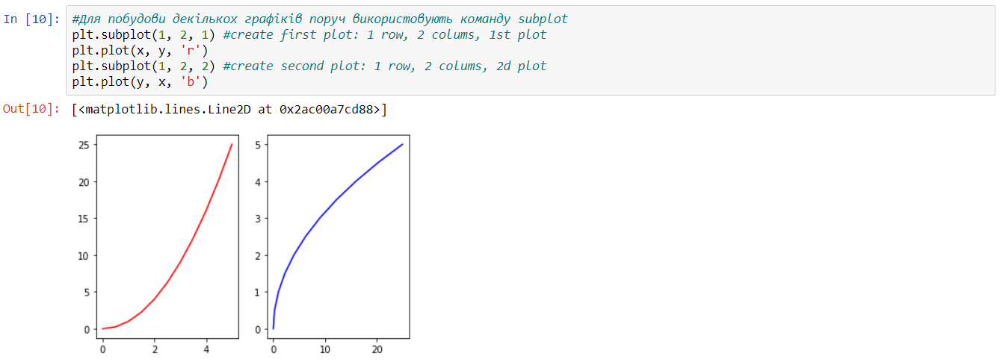 In [10]: #Для побудови декількох графіків поруч використовують команду subplot
plt.subplot(1, 2, 1) #create first plot: 1 row, 2 colums, 1st plot
plt.plot(x, y, 'r')
plt.subplot(1, 2, 2) #create second plot: 1 row, 2 colums, 2d plot
plt.plot(y, x, 'b')
Out[10]: [<matplotlib.lines.Line2D at 0x2ac00a7cd88>]
25
20
15
10
5
0
0 2 4
5
4
3
2
1
0
0 10 20